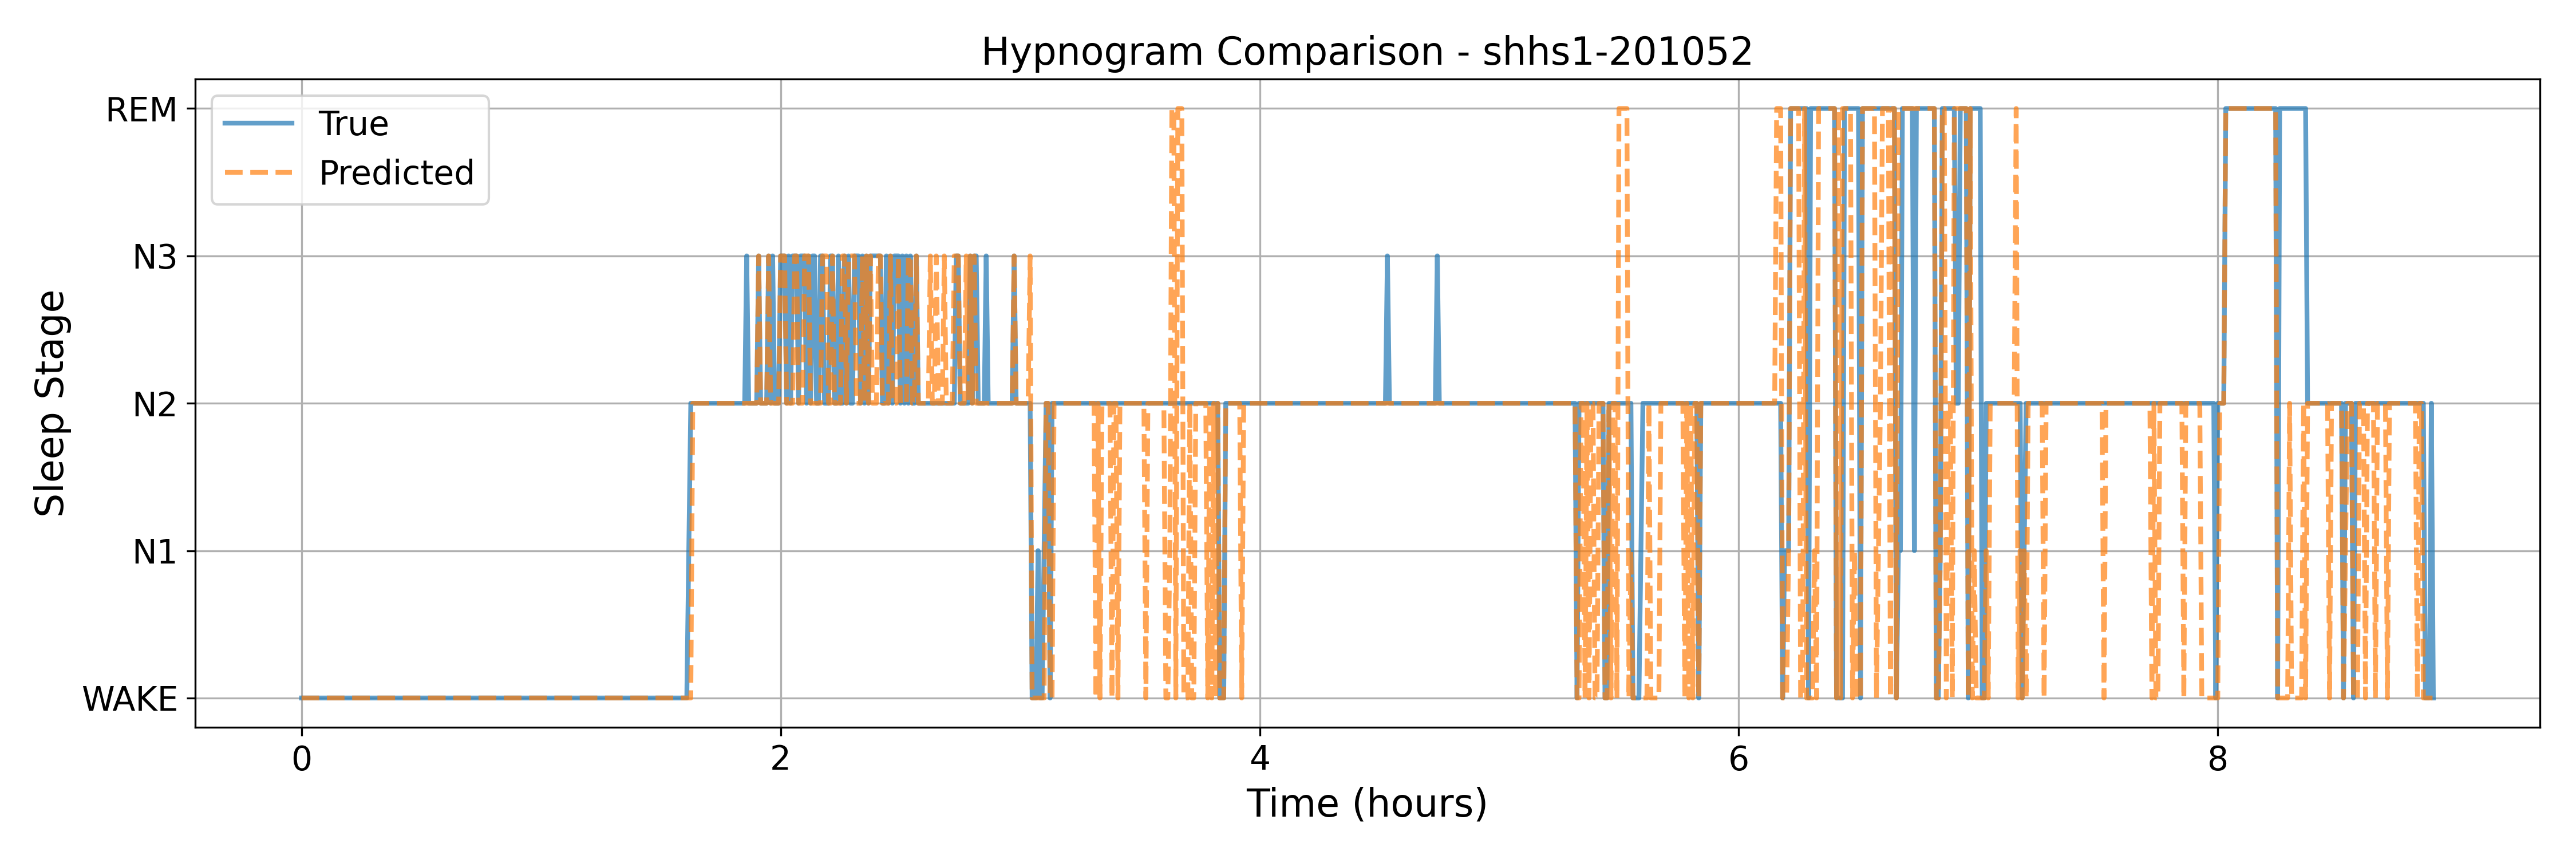 Hypnogram Comparison - shhs1-201052
True
Predicted
REM
N3
N2
N1
WAKE
Sleep Stage
0 2 4 6 8
Time (hours)